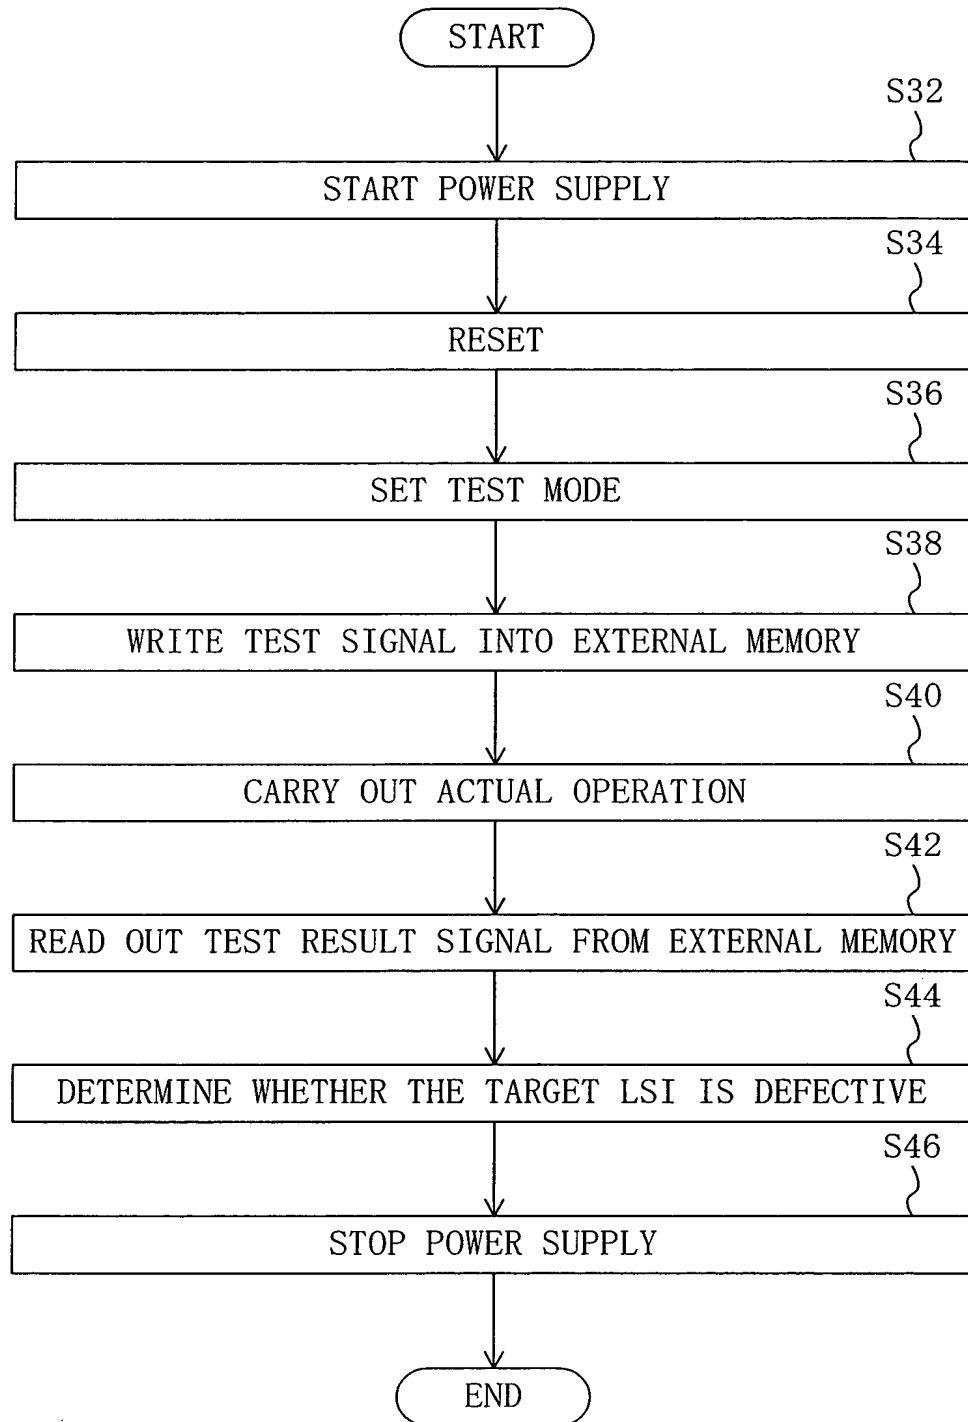 START
S32
START POWER SUPPLY
S34
RESET
S36
SET TEST MODE
S38
WRITE TEST SIGNAL INTO EXTERNAL MEMORY
S40
CARRY OUT ACTUAL OPERATION
S42
READ OUT TEST RESULT SIGNAL FROM EXTERNAL MEMORY
S44
DETERMINE WHETHER THE TARGET LSI IS DEFECTIVE
S46
STOP POWER SUPPLY
END